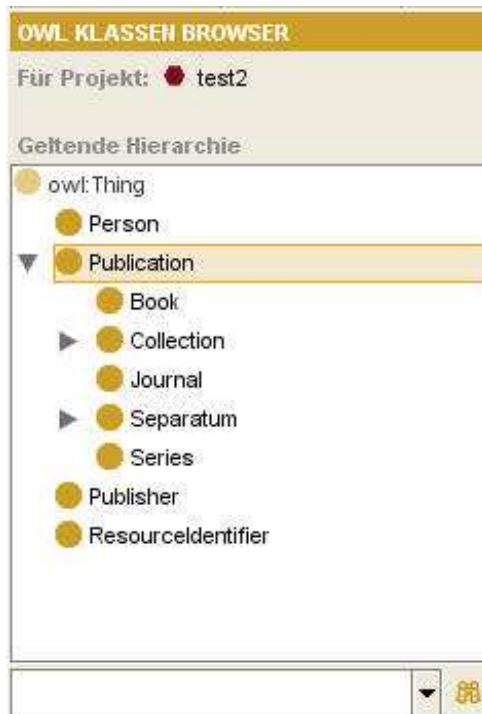 OWL KLASSEN BROWSER
Für Projekt: test2
Geltende Hierarchie
owl:Thing
Person
Publication
Book
Collection
Journal
Separatum
Series
Publisher
ResourceIdentifier